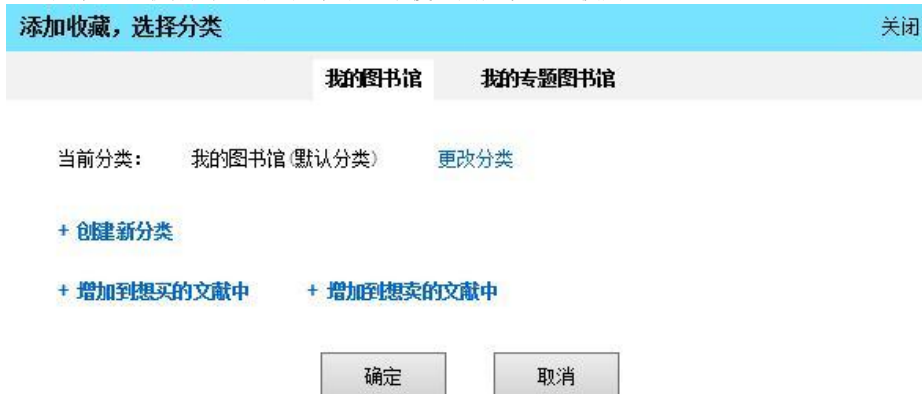 添加收藏，选择分类 关闭
我的图书馆 我的专题图书馆
当前分类： 我的图书馆(默认分类) 更改分类
+ 创建新分类
+ 增加到想买的文献中 + 增加到想卖的文献中
确定 取消